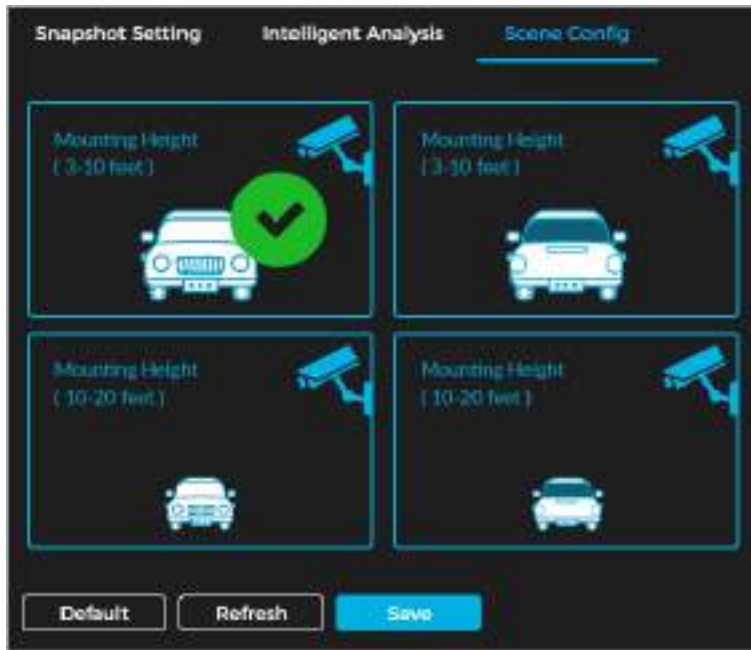 Snapshot Setting
Intelligent Analysis
Scene Config
Mounting Height
( 3-10 feet )
Mounting Height
( 3-10 feet )
Mounting Height
( 10-20 feet )
Mounting Height
( 10-20 feet )
Default
Refresh
Save